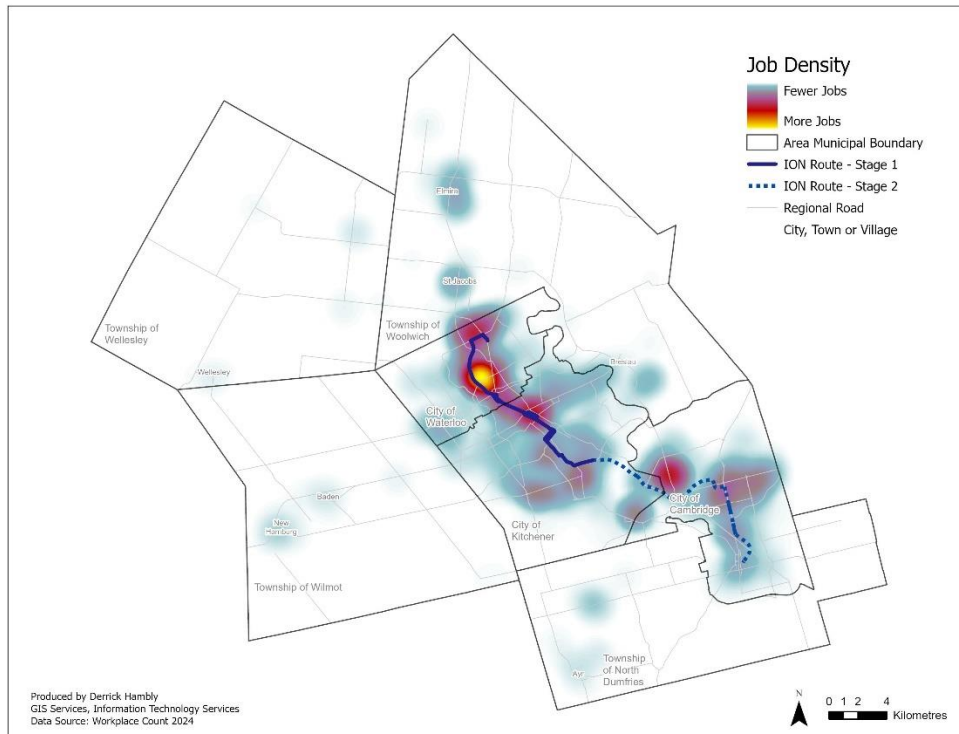 Job Density
Fewer Jobs
More Jobs
Area Municipal Boundary
ION Route - Stage 1
ION Route - Stage 2
Regional Road
City, Town or Village
Elmira
St Jacobs
Township of
Wellesley
Township of
Woolwich
Wellesley
Breslau
City of
Waterloo
City of
Cambridge
Baden
New
Hamburg
City of
Kitchener
Township of Wilmot
Township
of North
Dumfries
Ayr
Produced by Derrick Hambly
GIS Services, Information Technology Services
Data Source: Workplace Count 2024
N
0 1 2 4
Kilometres